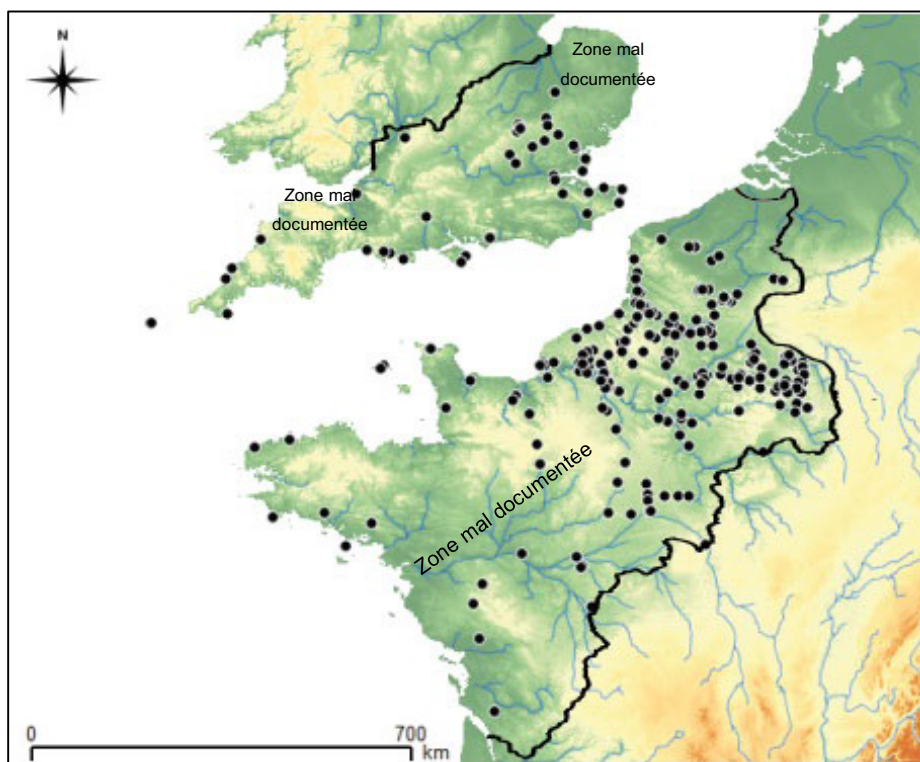 N
Zone mal
documentée
Zone mal
documentée
Zone mal documentée
0
700
km